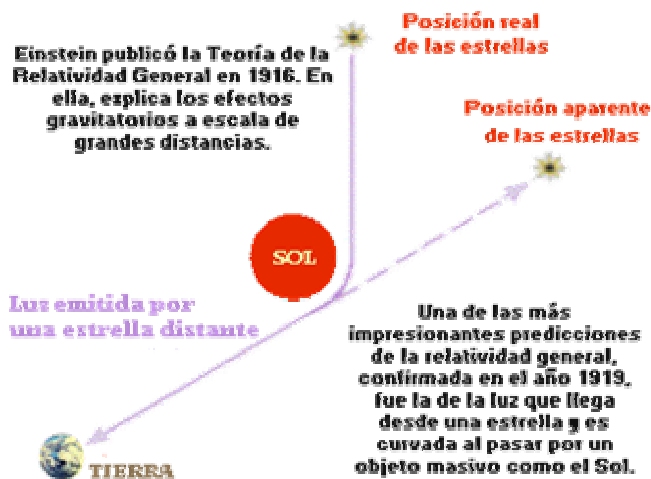 Einstein publicó la Teoría de la
Relatividad General en 1916. En
ella, explica los efectos
gravitatorios a escala de
grandes distancias.
Posición real
de las estrellas
Posición aparente
de las estrellas
SOL
Luz emitida por
una estrella distante
Una de las más
impresionantes predicciones
de la relatividad general,
confirmada en el año 1919,
fue la de la luz que llega
desde una estrella y es
curvada al pasar por un
objeto masivo como el Sol.
TIERRA